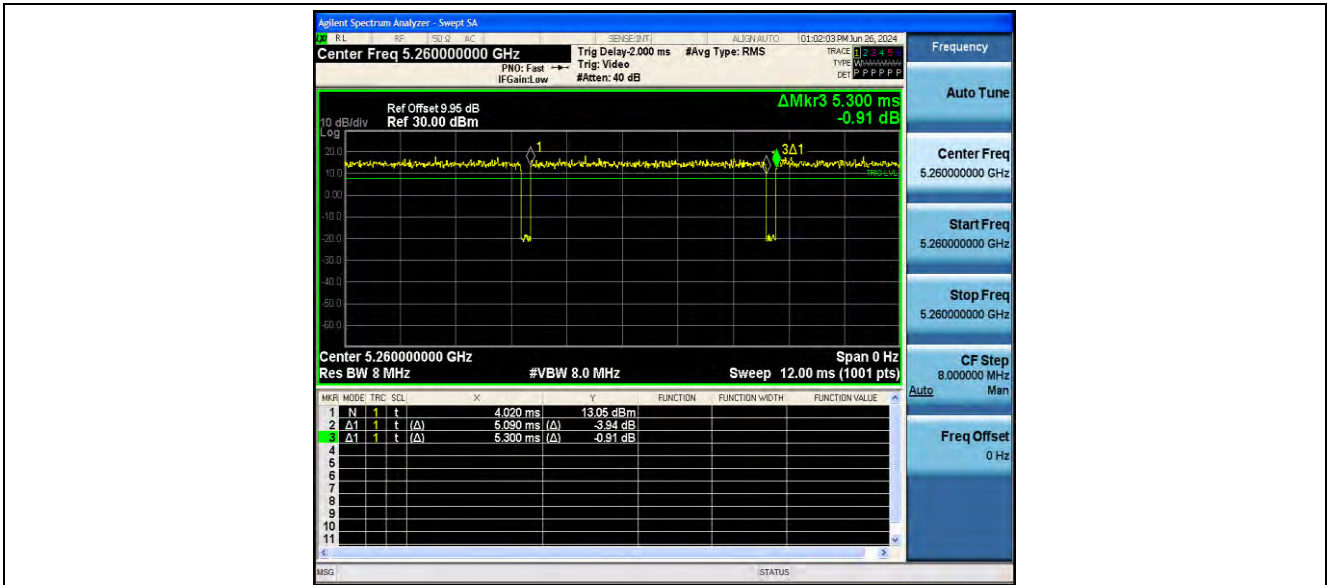 Agilent Spectrum Analyzer - Swept SA
RL RF 50 Ω AC SENSE:INT ALIGN AUTO 01:02:03 PM Jun 26, 2024
Center Freq 5.260000000 GHz
PNO: Fast
IFGain:Low
Trig Delay-2.000 ms
Trig: Video
#Atten: 40 dB
#Avg Type: RMS
TRACE 1 2 3 4 5 6
TYPE
DET P P P P P P
Frequency
Auto Tune
Center Freq
5.260000000 GHz
Start Freq
5.260000000 GHz
Stop Freq
5.260000000 GHz
CF Step
8.000000 MHz
Auto Man
Freq Offset
0 Hz
ΔMkr3 5.300 ms
-0.91 dB
Ref Offset 9.95 dB
10 dB/div Ref 30.00 dBm
Log
20.0
10.0
0.00
-10.0
-20.0
-30.0
-40.0
-50.0
-60.0
1
3Δ1
TRIG LVL
Center 5.260000000 GHz Span 0 Hz
Res BW 8 MHz #VBW 8.0 MHz Sweep 12.00 ms (1001 pts)
MKR MODE TRC SCL X Y FUNCTION FUNCTION WIDTH FUNCTION VALUE
1 N 1 t 4.020 ms 13.05 dBm
2 Δ1 1 t (Δ) 5.090 ms (Δ) -3.94 dB
3 Δ1 1 t (Δ) 5.300 ms (Δ) -0.91 dB
4
5
6
7
8
9
10
11
MSG STATUS